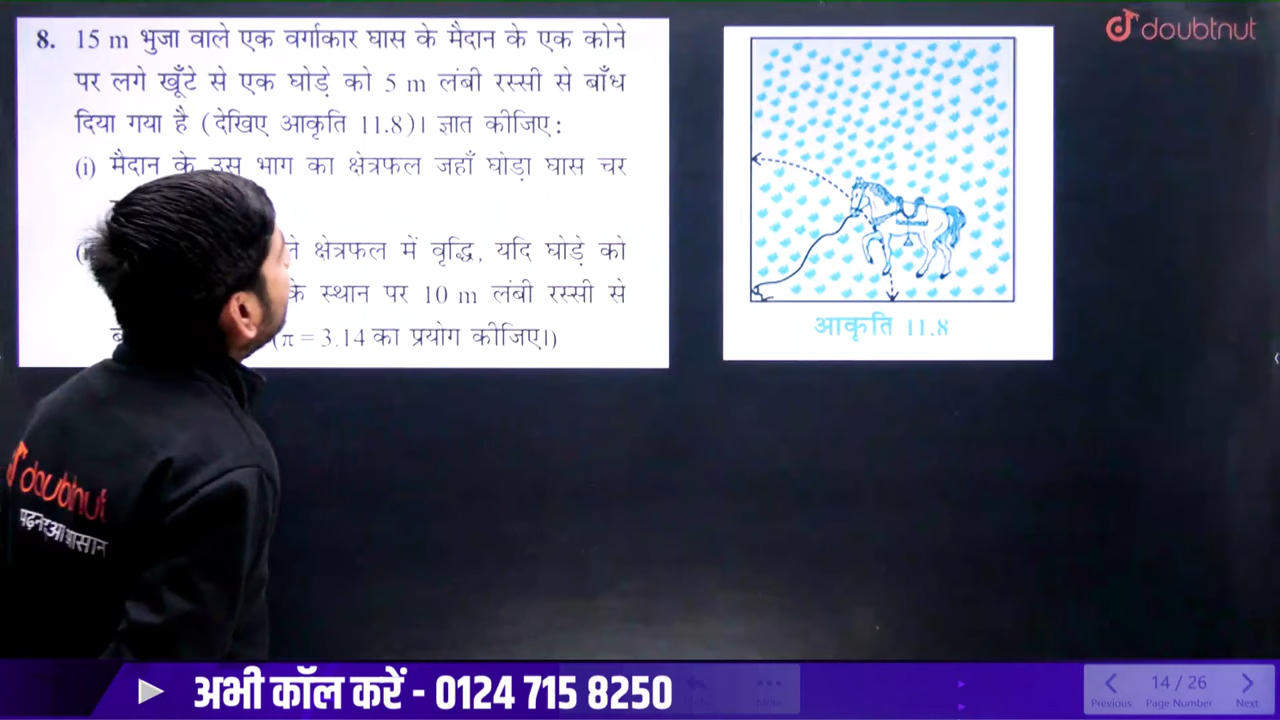 8. 15 m भुजा वाले एक वर्गाकार घास के मैदान के एक कोने
पर लगे खूँटे से एक घोड़े को 5 m लंबी रस्सी से बाँध
दिया गया है (देखिए आकृति 11.8)। ज्ञात कीजिए:
(i) मैदान के उस भाग का क्षेत्रफल जहाँ घोड़ा घास चर
क्षेत्रफल में वृद्धि, यदि घोड़े को
के स्थान पर 10 m लंबी रस्सी से
(π = 3.14 का प्रयोग कीजिए।)
आकृति 11.8
doubtnut
doubtnut
पढ़ना हुआ आसान
अभी कॉल करें - 0124 715 8250
14 / 26
Previous Page Number Next